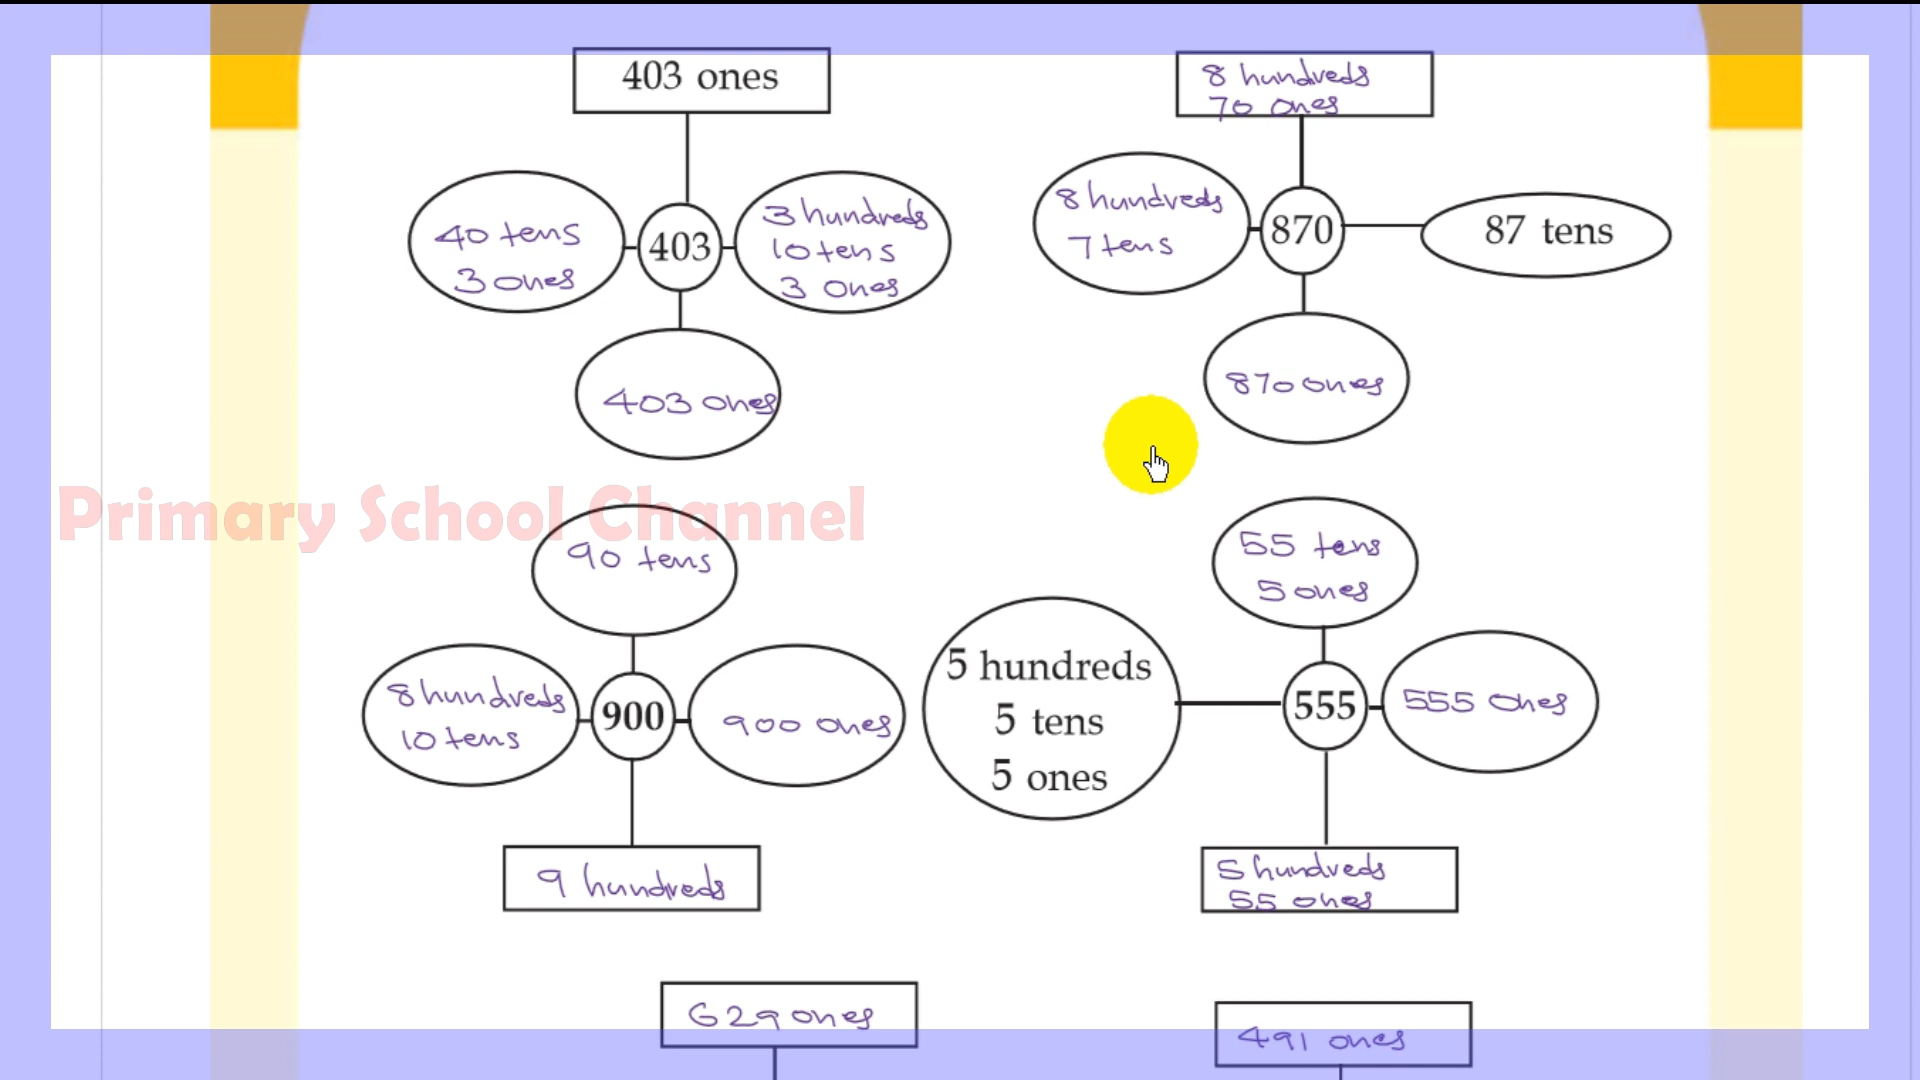 403 ones
40 tens
3 ones
403
3 hundreds
10 tens
3 ones
403 ones
8 hundreds
70 ones
8 hundreds
7 tens
870
87 tens
870 ones
Primary School Channel
90 tens
8 hundreds
10 tens
900
900 ones
9 hundreds
55 tens
5 ones
5 hundreds
5 tens
5 ones
555
555 ones
5 hundreds
55 ones
629 ones
491 ones